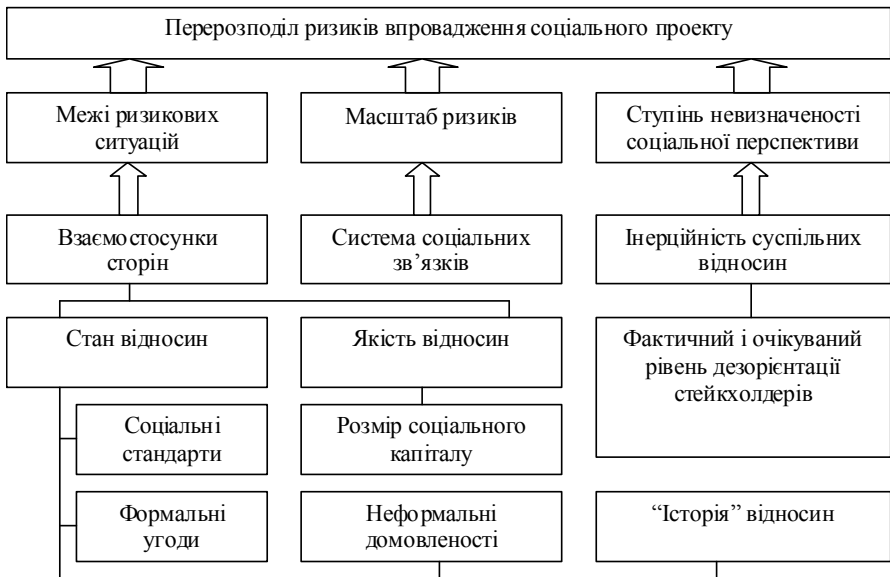 Перерозподіл ризиків впровадження соціального проекту
Межі ризикових
ситуацій
Масштаб ризиків
Ступінь невизначеності
соціальної перспективи
Взаємостосунки
сторін
Система соціальних
зв’язків
Інерційність суспільних
відносин
Стан відносин
Якість відносин
Фактичний і очікуваний
рівень дезорієнтації
стейкхолдерів
Соціальні
стандарти
Розмір соціального
капіталу
Формальні
угоди
Неформальні
домовленості
“Історія” відносин